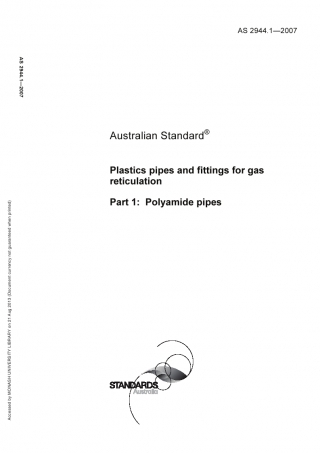 AS 2944.1—2007
AS 2944.1—2007
Australian Standard®
Plastics pipes and fittings for gas
reticulation
Part 1: Polyamide pipes
Accessed by MONASH UNIVERSITY LIBRARY on 21 Aug 2010 (Document currency not guaranteed when printed)
STANDARDS
Australia